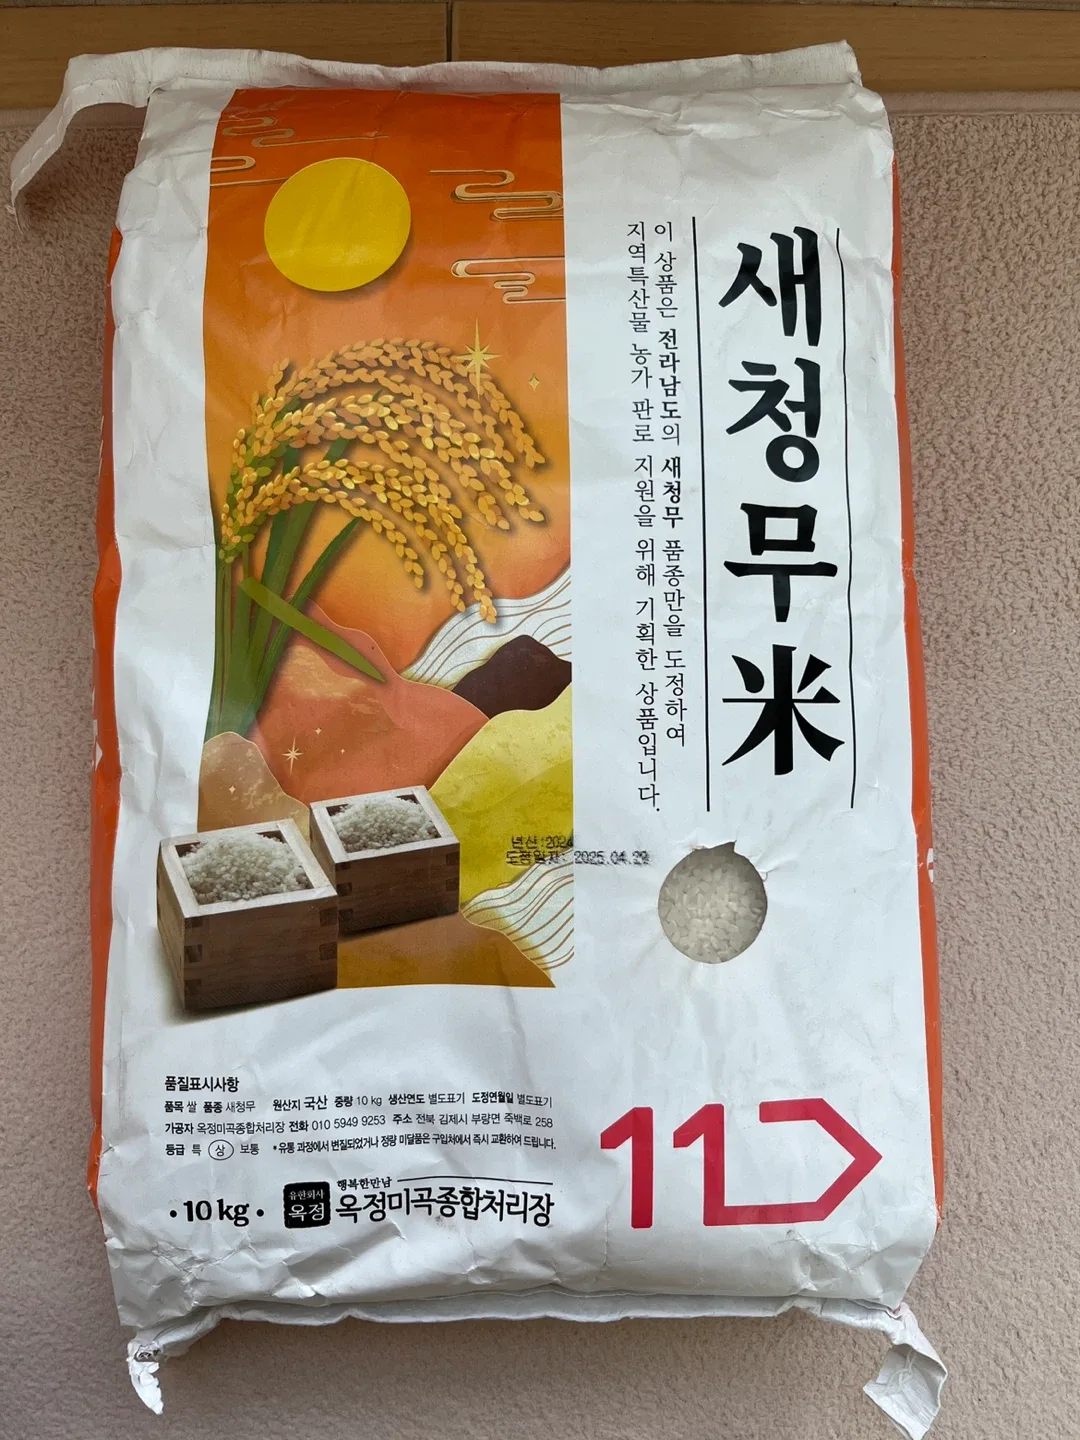 새청무米
이 상품은 전라남도의 새청무 품종만을 도정하여
지역특산물 농가 판로 지원을 위해 기획한 상품입니다.
년산:2024
도정일자: 2025.04.29
품질표시사항
품목 쌀 품종 새청무 원산지 국산 중량 10 kg 생산연도 별도표기 도정연월일 별도표기
가공자 옥정미곡종합처리장 전화 010 5949 9253 주소 전북 김제시 부량면 죽백로 258
등급 특 상 보통 *유통 과정에서 변질되었거나 정량 미달품은 구입처에서 즉시 교환하여 드립니다.
• 10 kg •
유한회사
옥정
행복한만남
옥정미곡종합처리장
11